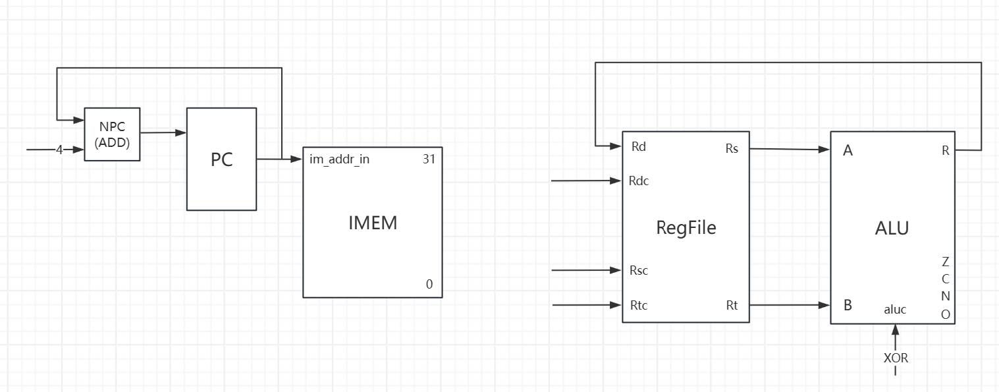 NPC
(ADD)
4
PC
im_addr_in
31
IMEM
0
Rd
Rs
Rdc
RegFile
Rsc
Rtc
Rt
A
R
ALU
Z
C
N
O
B
aluc
XOR